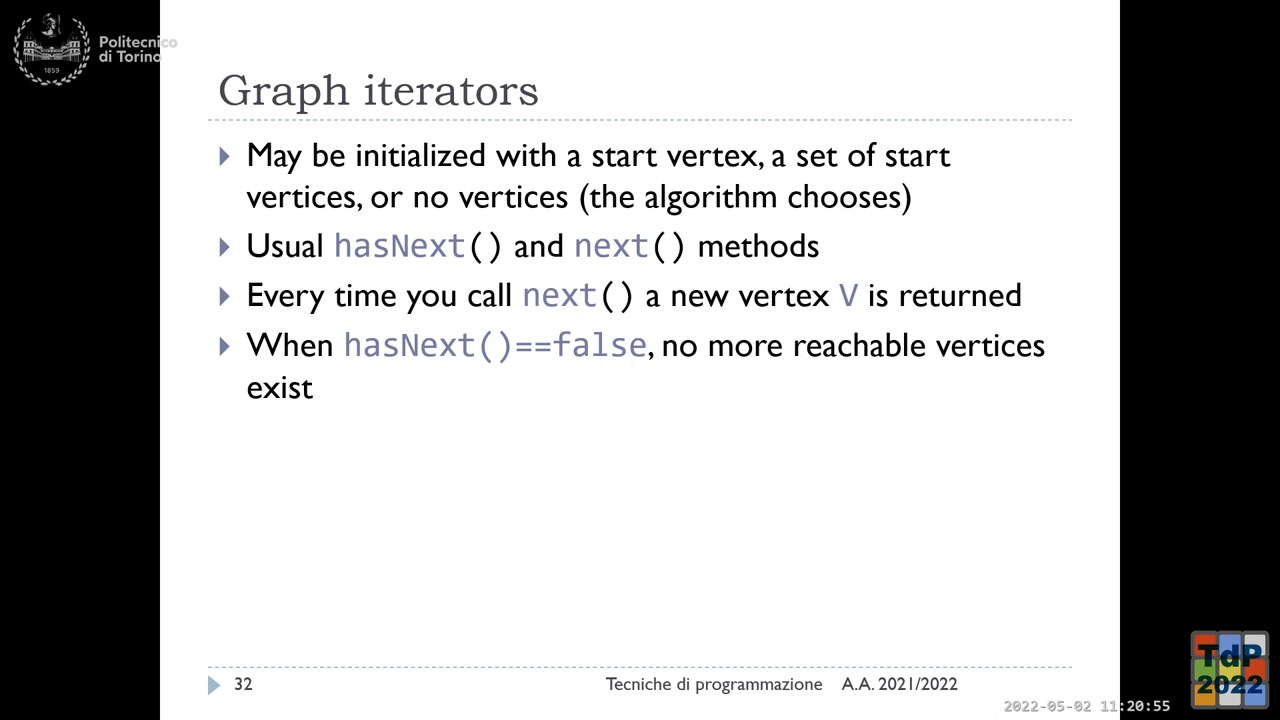 Politecnico
di Torino
1859
Graph iterators
May be initialized with a start vertex, a set of start
vertices, or no vertices (the algorithm chooses)
Usual hasNext() and next() methods
Every time you call next() a new vertex V is returned
When hasNext()==false, no more reachable vertices
exist
32
Tecniche di programmazione A.A. 2021/2022
2022-05-02 11:20:55
TdP
2022